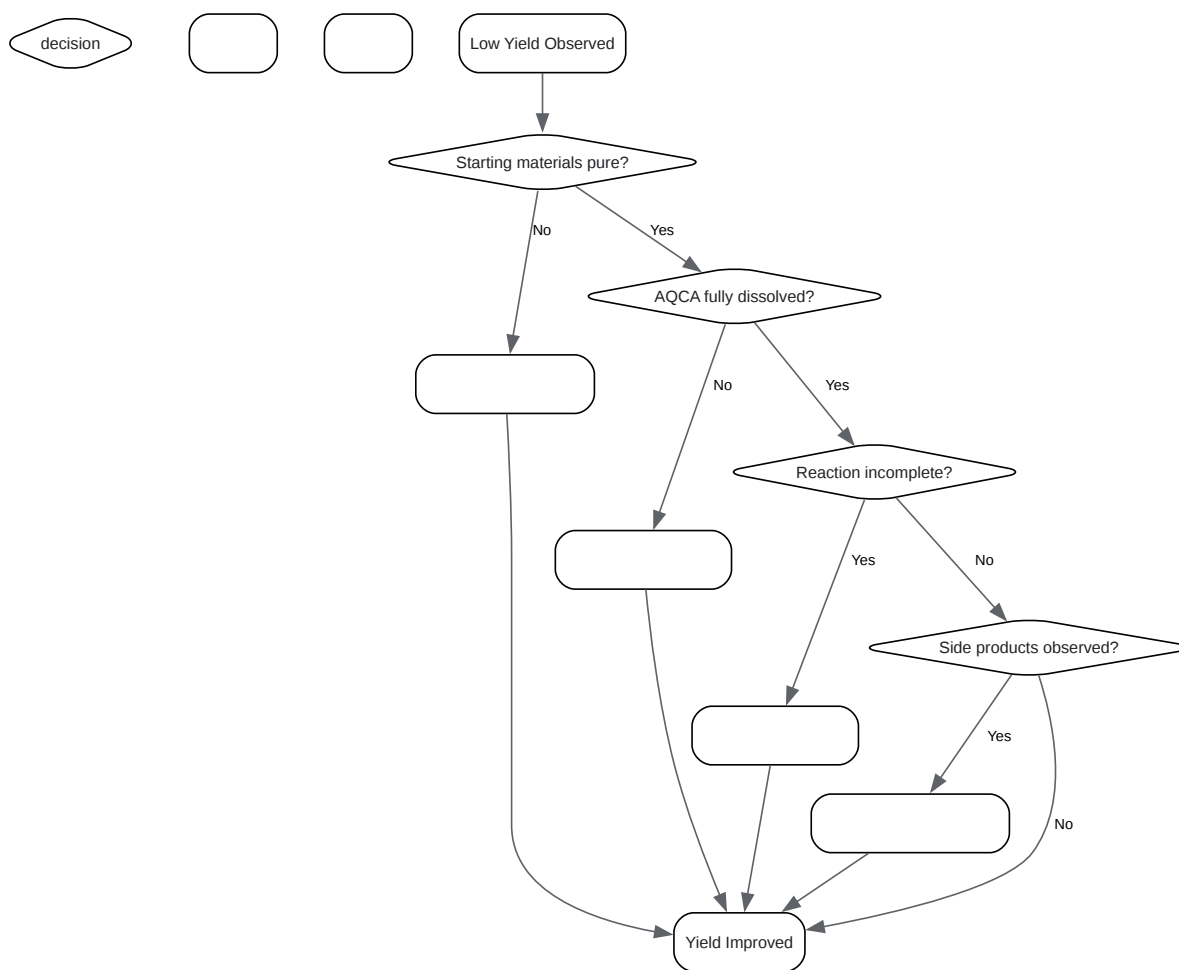 decision
Low Yield Observed
Starting materials pure?
No
Yes
AQCA fully dissolved?
No
Yes
Reaction incomplete?
Yes
No
Side products observed?
Yes
No
Yield Improved